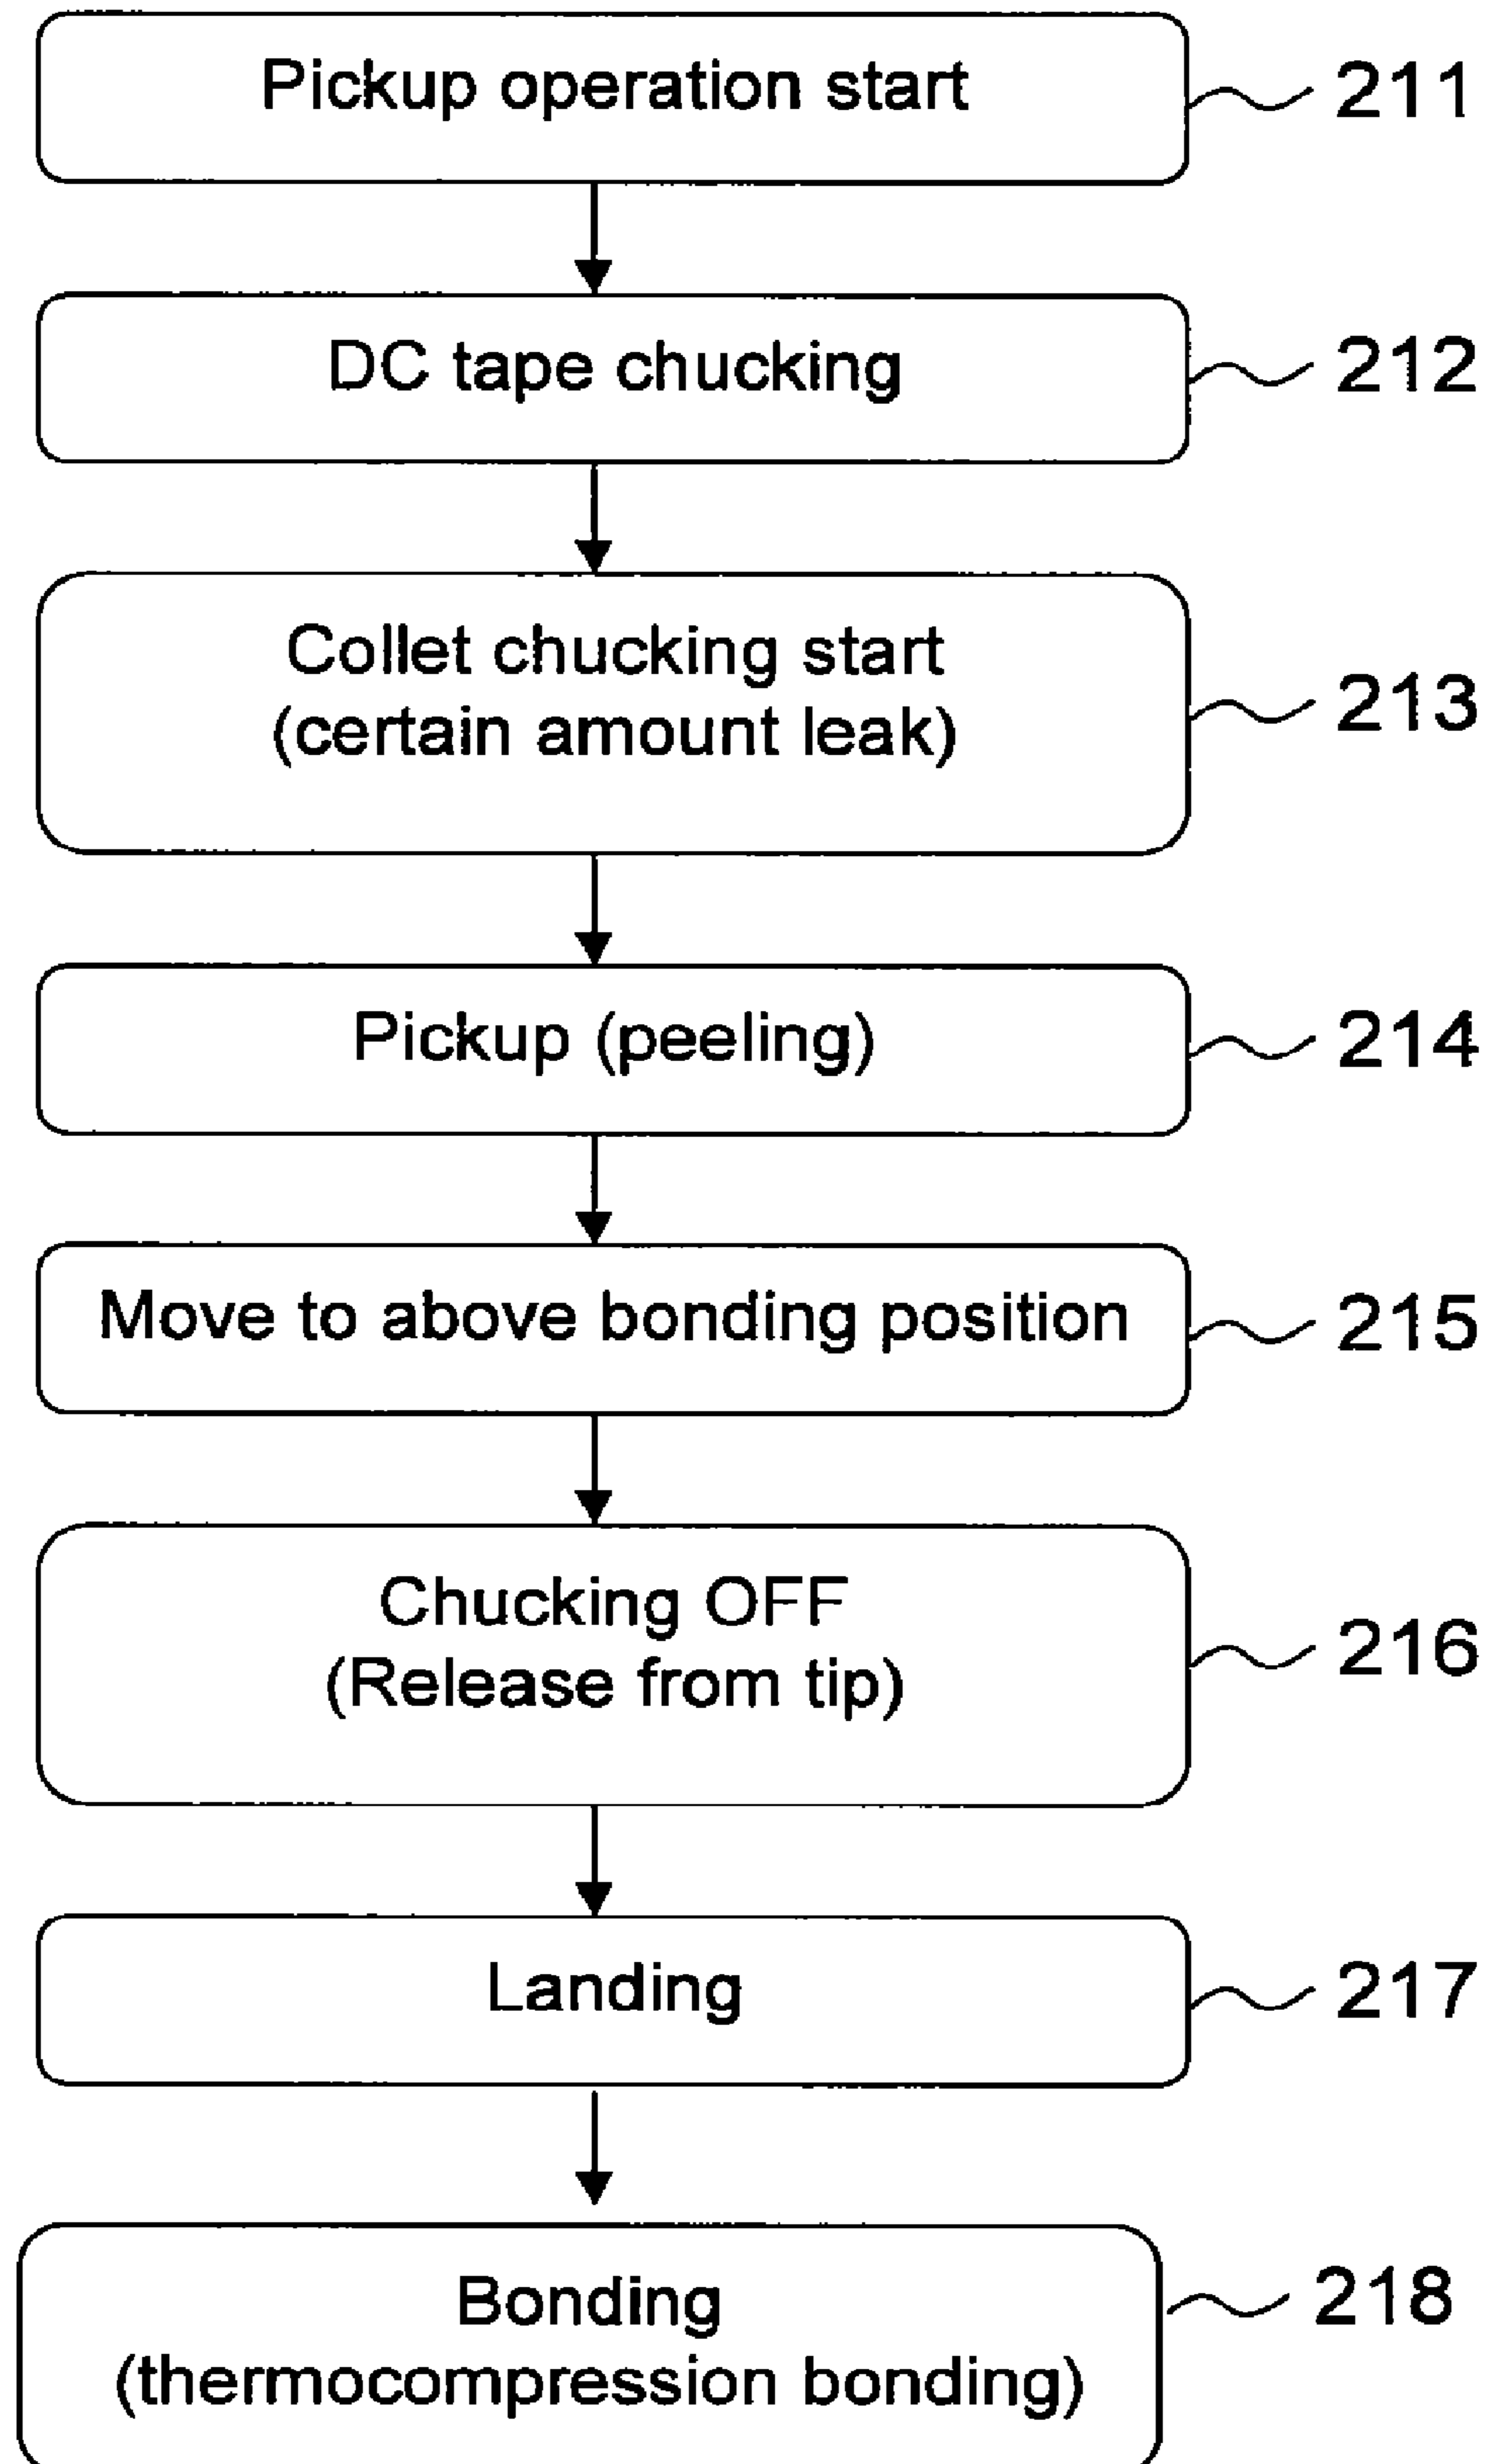 Pickup operation start
211
DC tape chucking
212
Collet chucking start
(certain amount leak)
213
Pickup (peeling)
214
Move to above bonding position
215
Chucking OFF
(Release from tip)
216
Landing
217
Bonding
(thermocompression bonding)
218